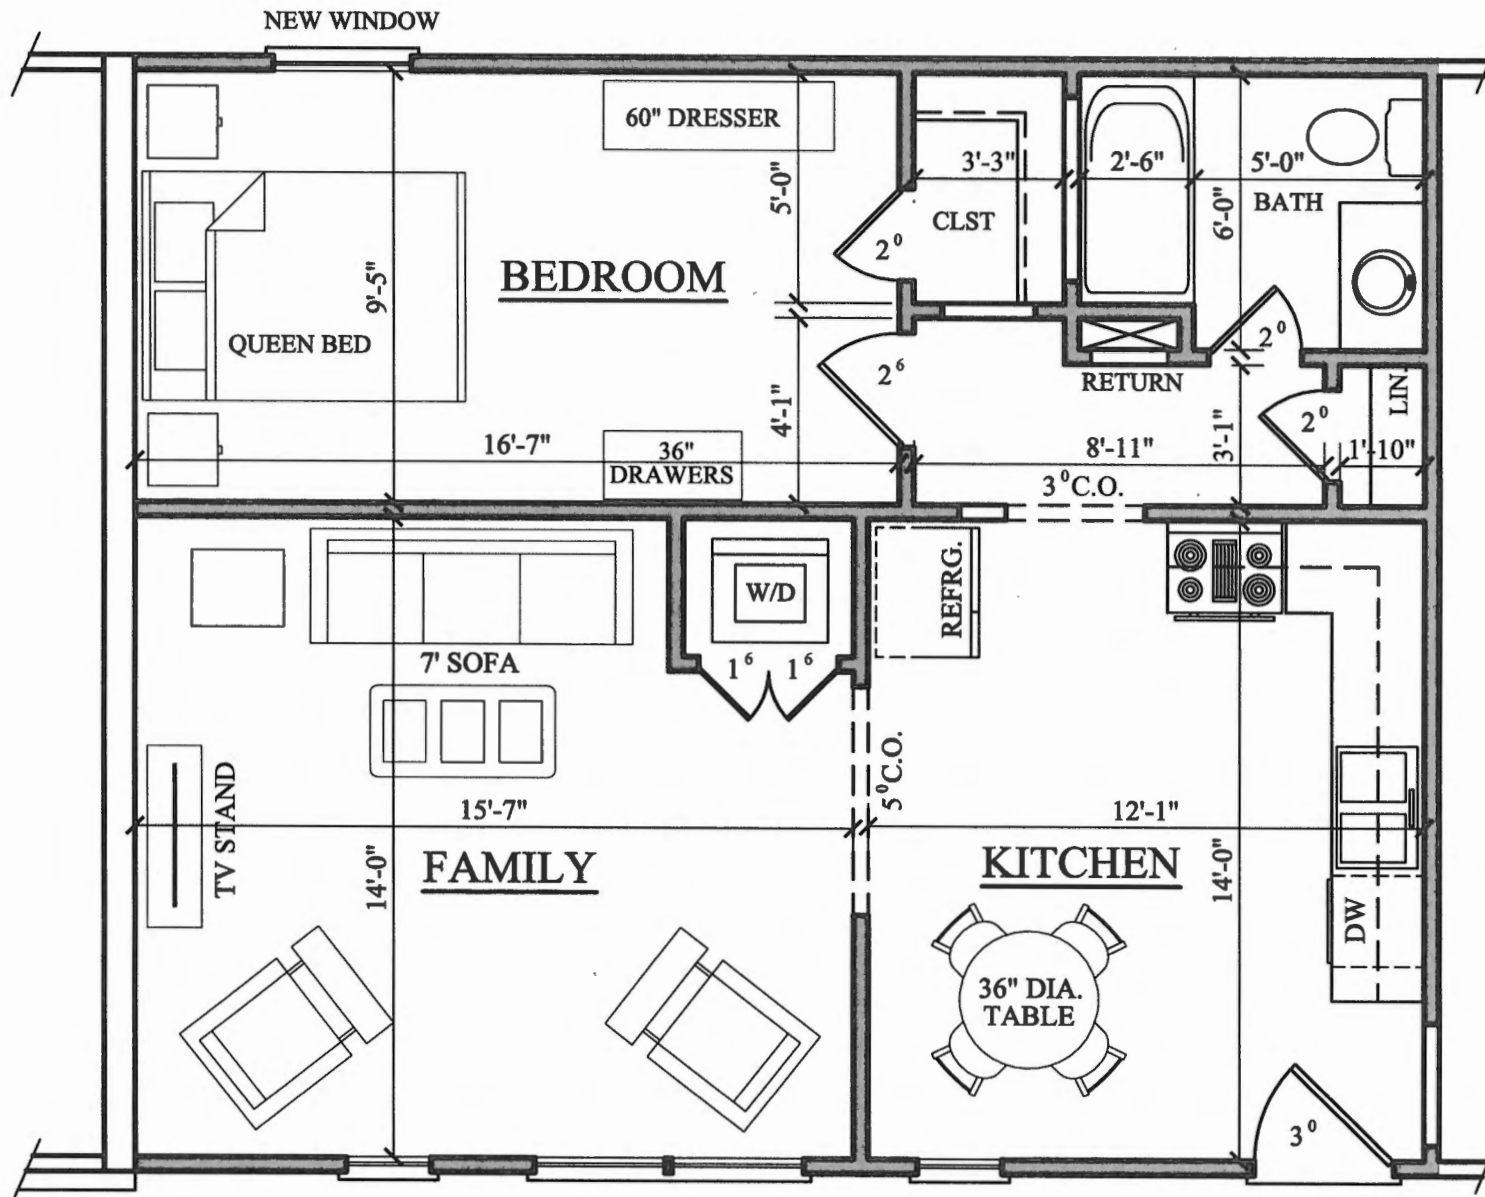 NEW WINDOW
60" DRESSER
3'-3"
2'-6"
5'-0"
5'-0"
CLST
BATH
6'-0"
2⁰
BEDROOM
9'-5"
QUEEN BED
2⁰
2⁶
RETURN
LIN.
4'-1"
2⁰
3'-1"
16'-7"
36"
DRAWERS
8'-11"
1'-10"
3⁰C.O.
REFRG.
W/D
7' SOFA
1⁶
1⁶
5⁰C.O.
TV STAND
15'-7"
12'-1"
FAMILY
14'-0"
KITCHEN
14'-0"
DW
36" DIA.
TABLE
3⁰